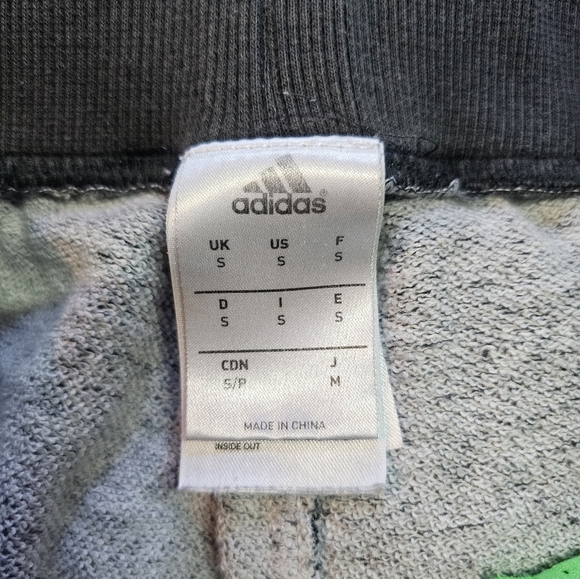 adidas®
UK US F
S S S
D I E
S S S
CDN J
S/P M
MADE IN CHINA
INSIDE OUT